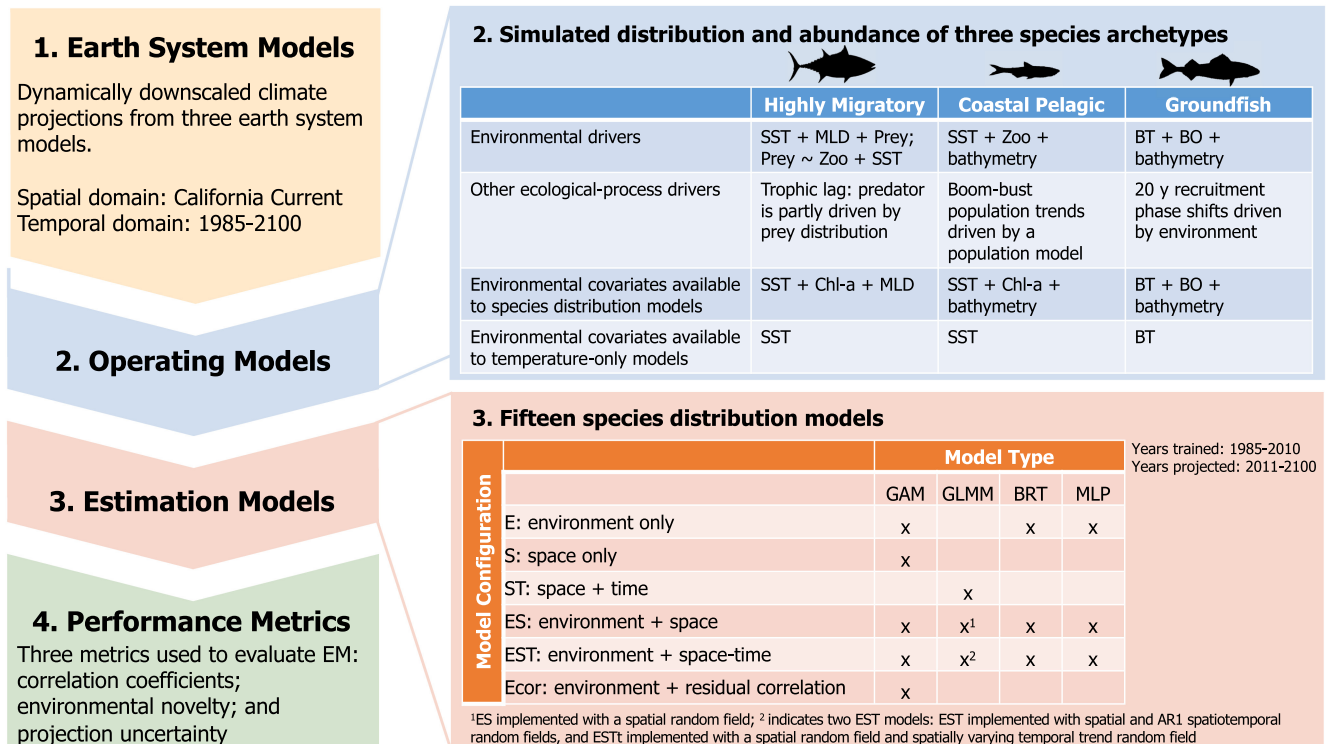 1. Earth System Models
Dynamically downscaled climate
projections from three earth system
models.
Spatial domain: California Current
Temporal domain: 1985-2100
2. Operating Models
3. Estimation Models
4. Performance Metrics
Three metrics used to evaluate EM:
correlation coefficients;
environmental novelty; and
projection uncertainty
2. Simulated distribution and abundance of three species archetypes
Highly Migratory Coastal Pelagic Groundfish
Environmental drivers
SST + MLD + Prey;
Prey ~ Zoo + SST
SST + Zoo +
bathymetry
BT + BO +
bathymetry
Other ecological-process drivers
Trophic lag: predator
is partly driven by
prey distribution
Boom-bust
population trends
driven by a
population model
20 y recruitment
phase shifts driven
by environment
Environmental covariates available
to species distribution models
SST + Chl-a + MLD
SST + Chl-a +
bathymetry
BT + BO +
bathymetry
Environmental covariates available
to temperature-only models
SST
SST
BT
3. Fifteen species distribution models
Years trained: 1985-2010
Years projected: 2011-2100
Model Configuration
Model Type
GAM GLMM BRT MLP
E: environment only x x x
S: space only x
ST: space + time x
ES: environment + space x x¹ x x
EST: environment + space-time x x² x x
Ecor: environment + residual correlation x
¹ES implemented with a spatial random field; ² indicates two EST models: EST implemented with spatial and AR1 spatiotemporal
random fields, and ESTt implemented with a spatial random field and spatially varying temporal trend random field